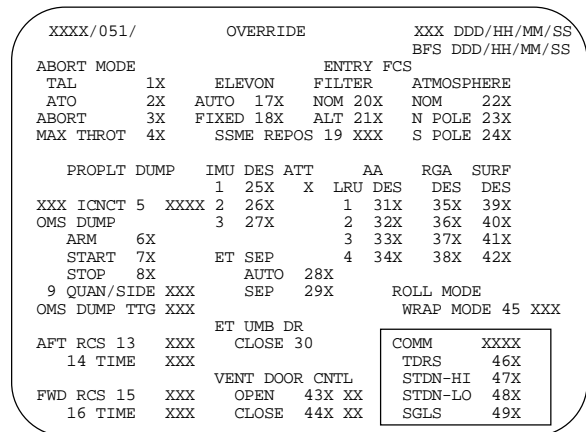 XXXX/051/ OVERRIDE XXX DDD/HH/MM/SS
BFS DDD/HH/MM/SS
ABORT MODE ENTRY FCS
TAL 1X ELEVON FILTER ATMOSPHERE
ATO 2X AUTO 17X NOM 20X NOM 22X
ABORT 3X FIXED 18X ALT 21X N POLE 23X
MAX THROT 4X SSME REPOS 19 XXX S POLE 24X
PROPLT DUMP IMU DES ATT AA RGA SURF
1 25X X LRU DES DES DES
XXX ICNCT 5 XXXX 2 26X 1 31X 35X 39X
OMS DUMP 3 27X 2 32X 36X 40X
ARM 6X 3 33X 37X 41X
START 7X ET SEP 4 34X 38X 42X
STOP 8X AUTO 28X
9 QUAN/SIDE XXX SEP 29X ROLL MODE
OMS DUMP TTG XXX WRAP MODE 45 XXX
ET UMB DR
AFT RCS 13 XXX CLOSE 30 COMM XXXX
14 TIME XXX TDRS 46X
VENT DOOR CNTL STDN-HI 47X
FWD RCS 15 XXX OPEN 43X XX STDN-LO 48X
16 TIME XXX CLOSE 44X XX SGLS 49X